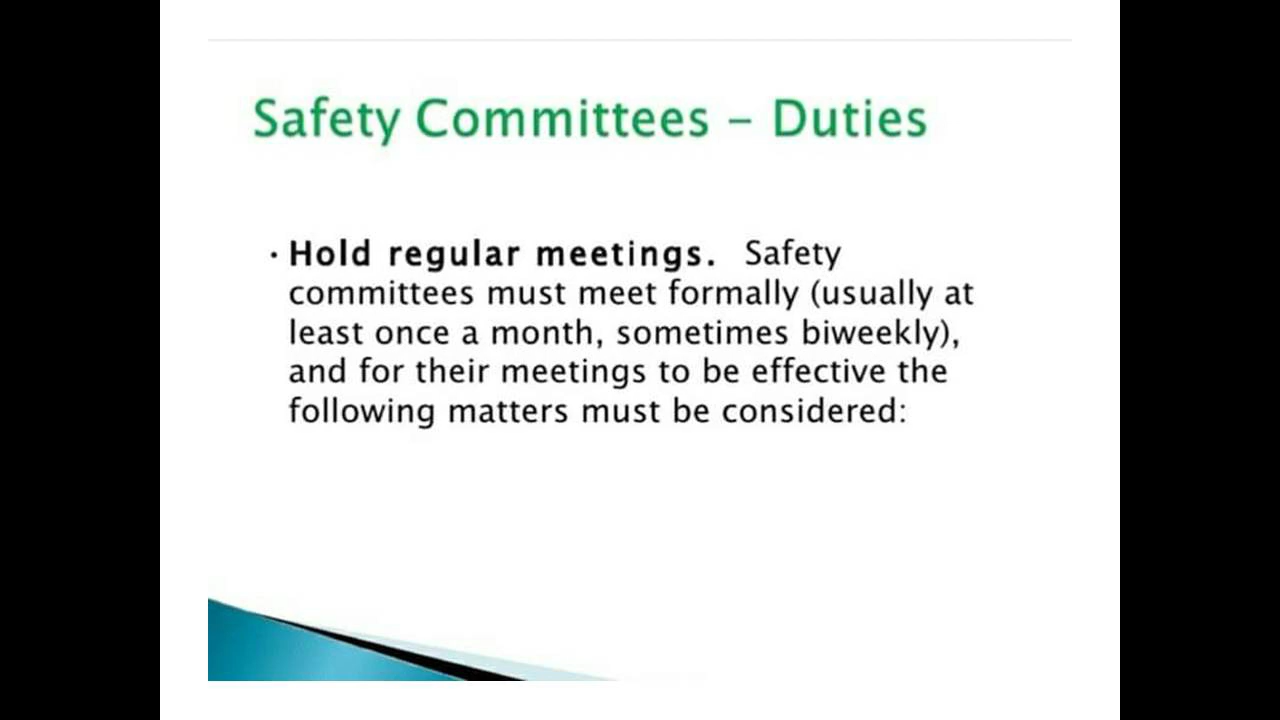 Safety Committees - Duties
• Hold regular meetings. Safety
committees must meet formally (usually at
least once a month, sometimes biweekly),
and for their meetings to be effective the
following matters must be considered: